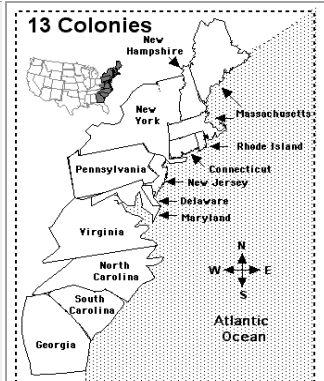 13 Colonies
New
Hampshire
New
York
Massachusetts
Rhode Island
Connecticut
Pennsylvania
New Jersey
Delaware
Maryland
Virginia
N
W E
S
North
Carolina
South
Carolina
Georgia
Atlantic
Ocean